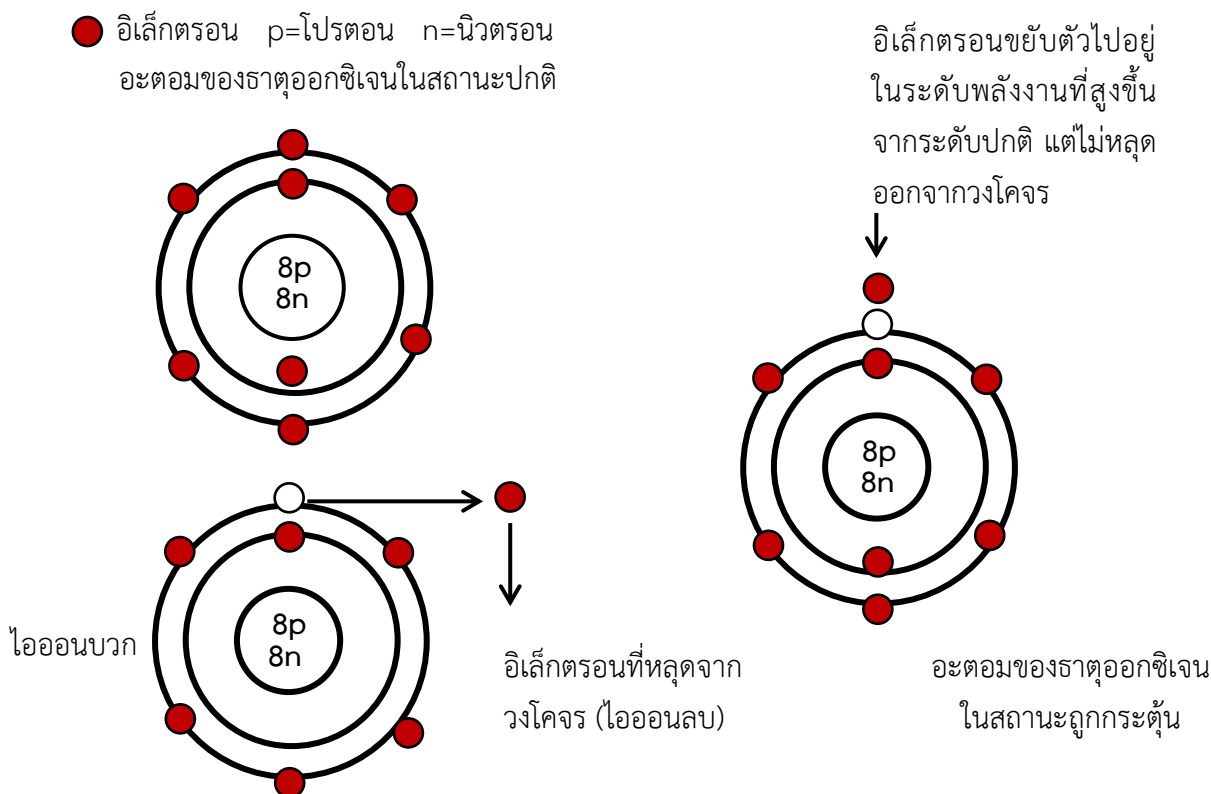 อิเล็กตรอน p=โปรตอน n=นิวตรอน
อะตอมของธาตุออกซิเจนในสถานะปกติ
8p
8n
อิเล็กตรอนขยับตัวไปอยู่
ในระดับพลังงานที่สูงขึ้น
จากระดับปกติ แต่ไม่หลุด
ออกจากวงโคจร
8p
8n
อะตอมของธาตุออกซิเจน
ในสถานะถูกกระตุ้น
ไอออนบวก
8p
8n
อิเล็กตรอนที่หลุดจาก
วงโคจร (ไอออนลบ)